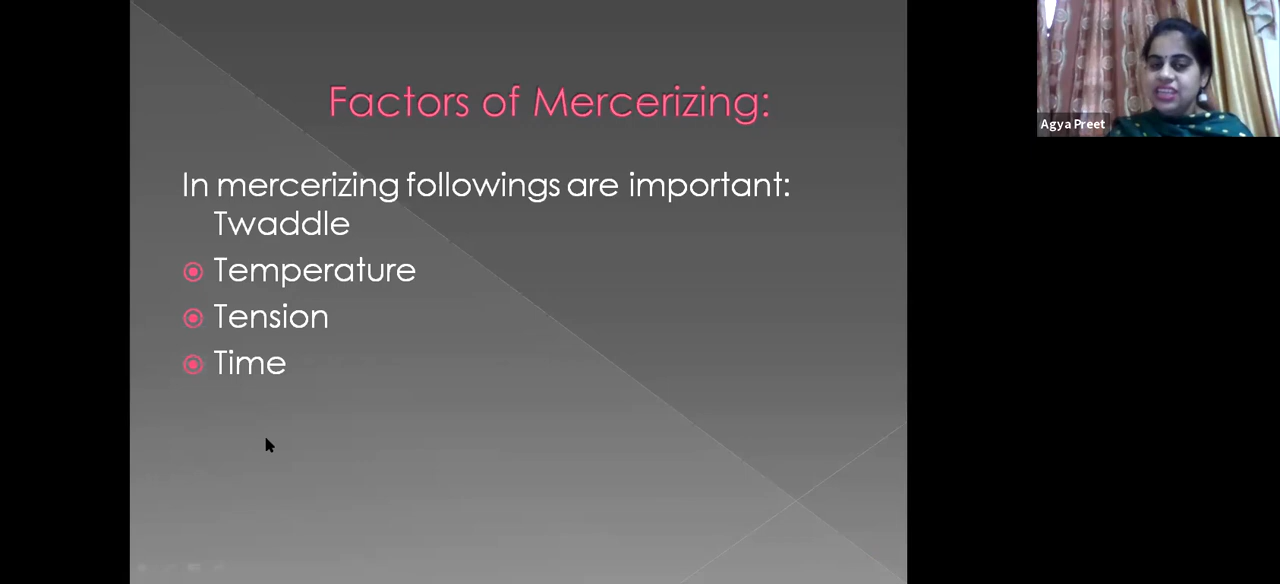 Factors of Mercerizing:
In mercerizing followings are important:
Twaddle
Temperature
Tension
Time
Agya Preet